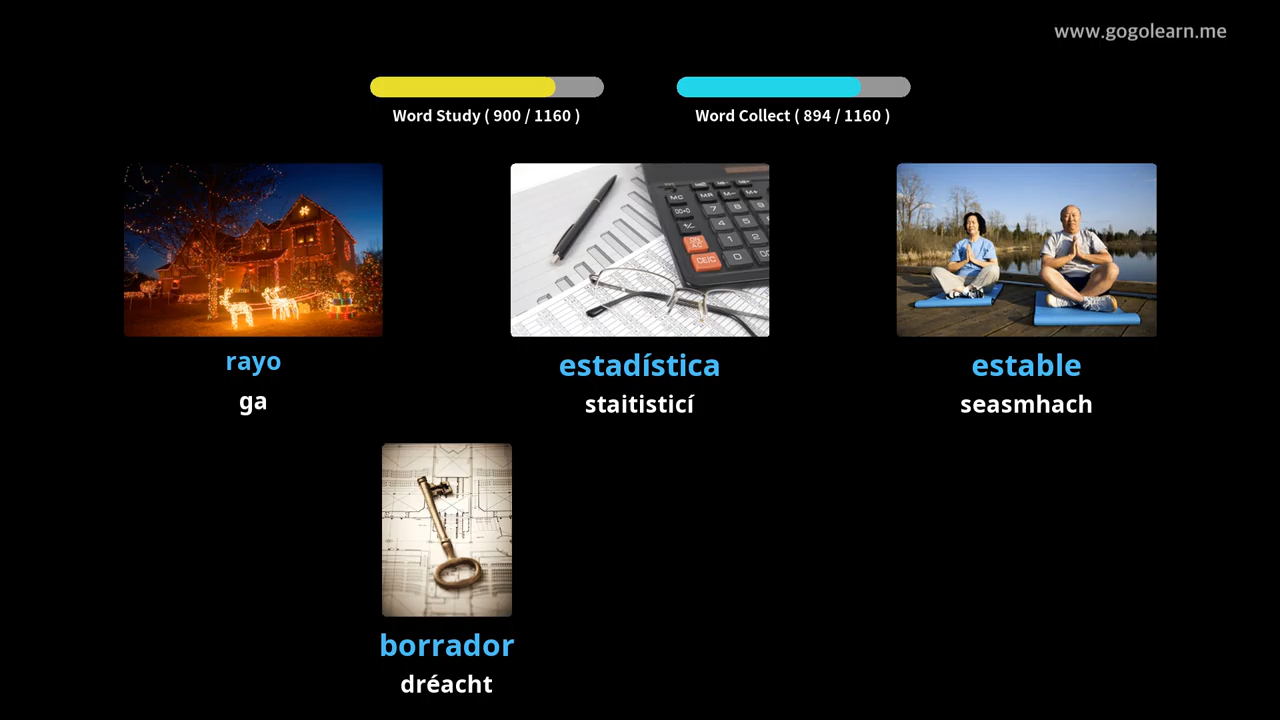 www.gogolearn.me
Word Study ( 900 / 1160 )
Word Collect ( 894 / 1160 )
rayo
ga
estadística
staitisticí
estable
seasmhach
borrador
dréacht